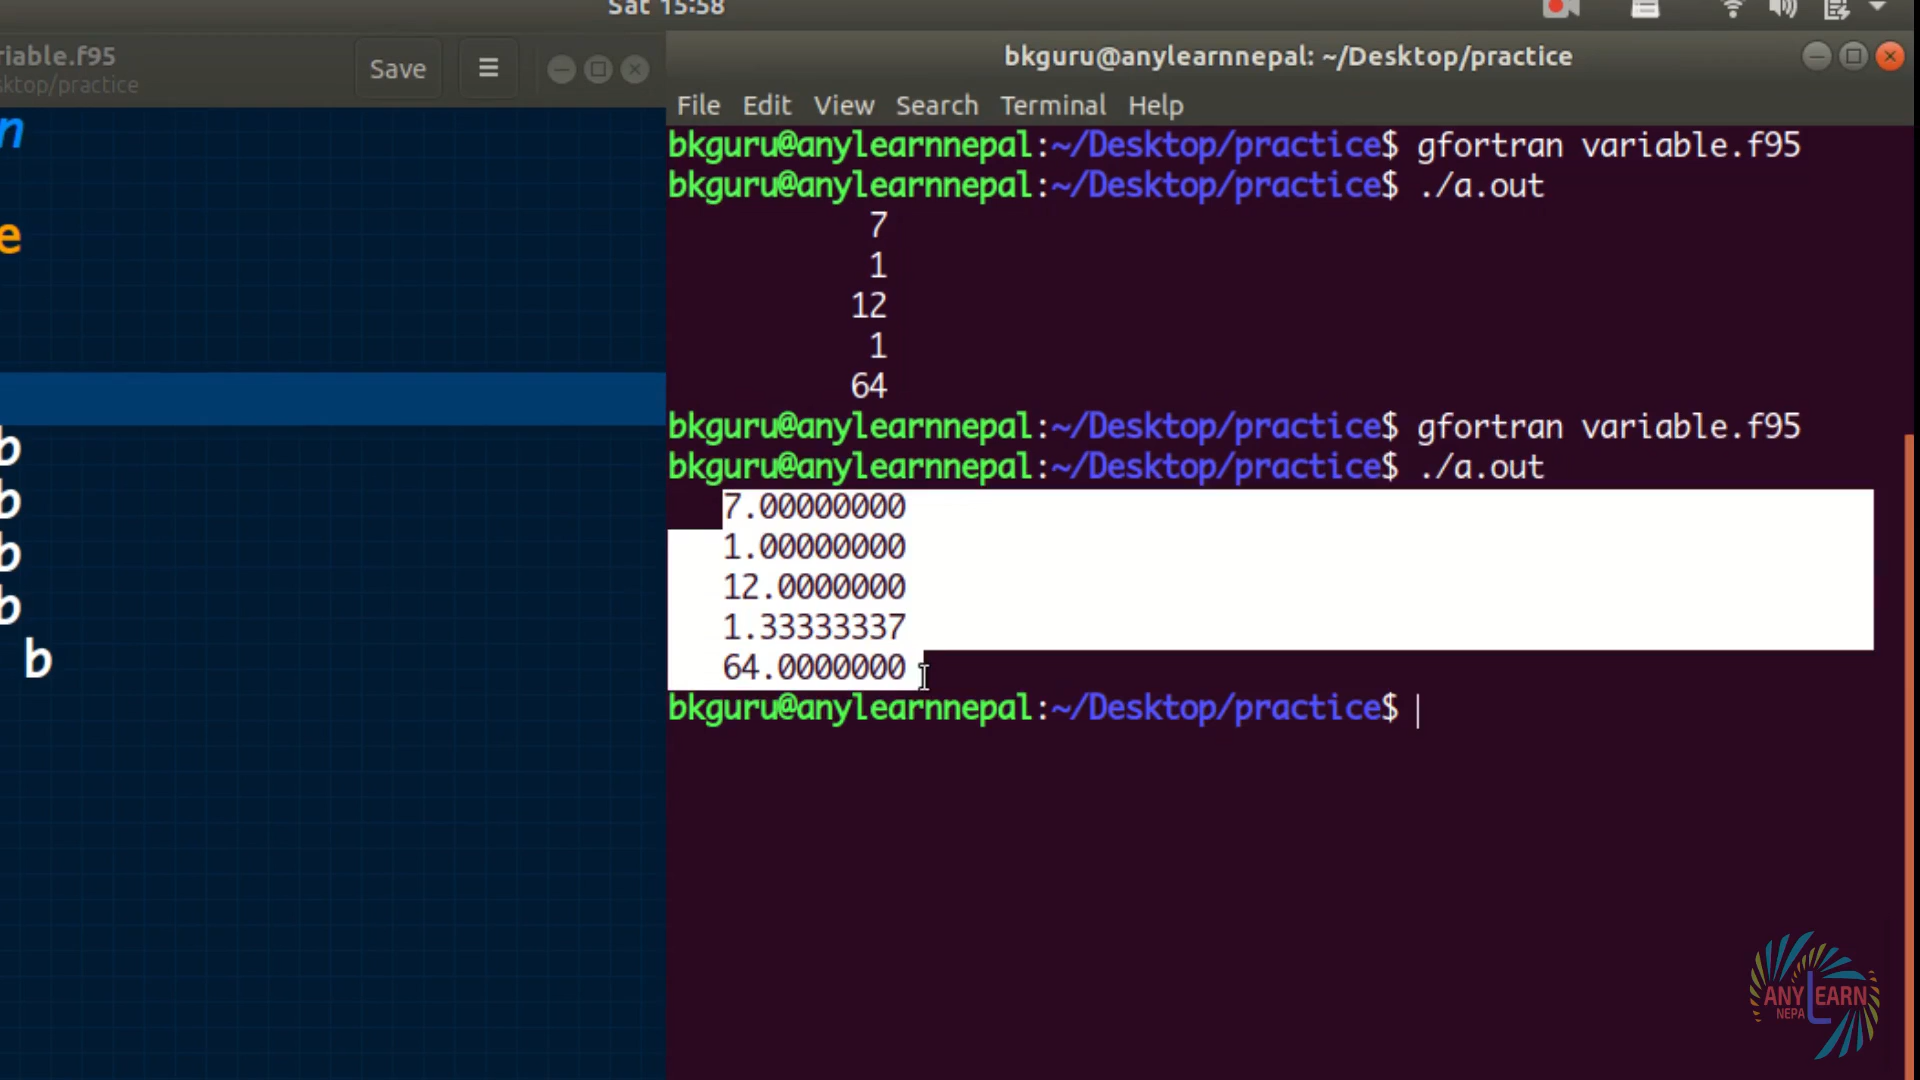 Sat 15:58
riable.f95
sktop/practice
Save
bkguru@anylearnnepal: ~/Desktop/practice
File Edit View Search Terminal Help
n
e
b
b
b
b
b
bkguru@anylearnnepal:~/Desktop/practice$ gfortran variable.f95
bkguru@anylearnnepal:~/Desktop/practice$ ./a.out
7
1
12
1
64
bkguru@anylearnnepal:~/Desktop/practice$ gfortran variable.f95
bkguru@anylearnnepal:~/Desktop/practice$ ./a.out
7.00000000
1.00000000
12.0000000
1.33333337
64.0000000
bkguru@anylearnnepal:~/Desktop/practice$
ANY LEARN
NEPAL